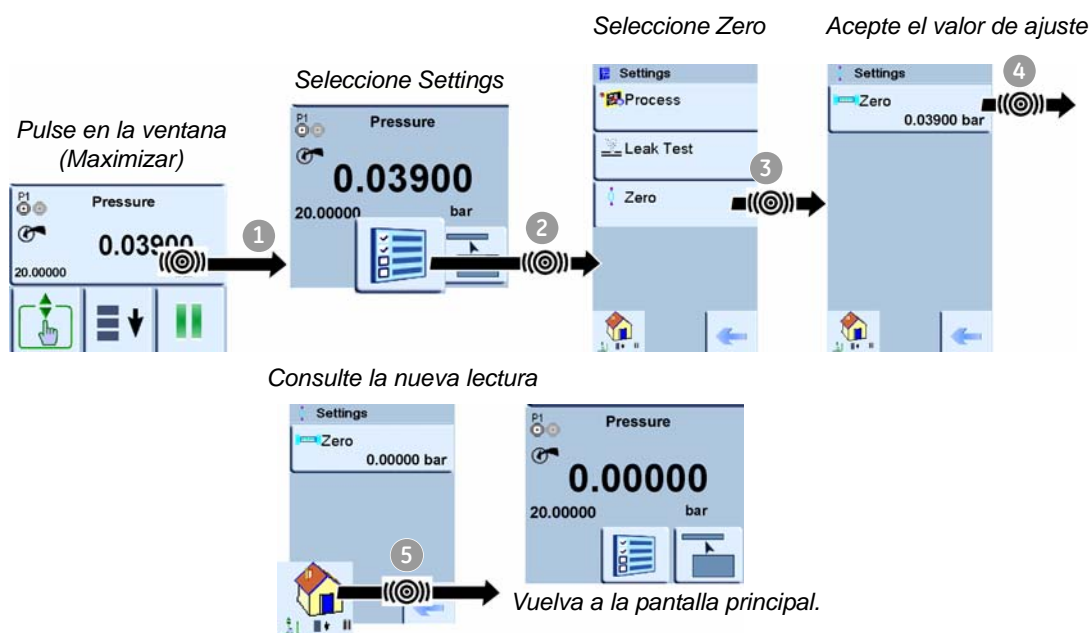 Seleccione Zero
Acepte el valor de ajuste
Seleccione Settings
Pulse en la ventana
(Maximizar)
P1
Pressure
0.03900
20.00000
1
P1
Pressure
0.03900
20.00000
bar
2
Settings
Process
Leak Test
Zero
3
Settings
Zero
0.03900 bar
4
Consulte la nueva lectura
Settings
Zero
0.00000 bar
5
P1
Pressure
0.00000
20.00000
bar
Vuelva a la pantalla principal.